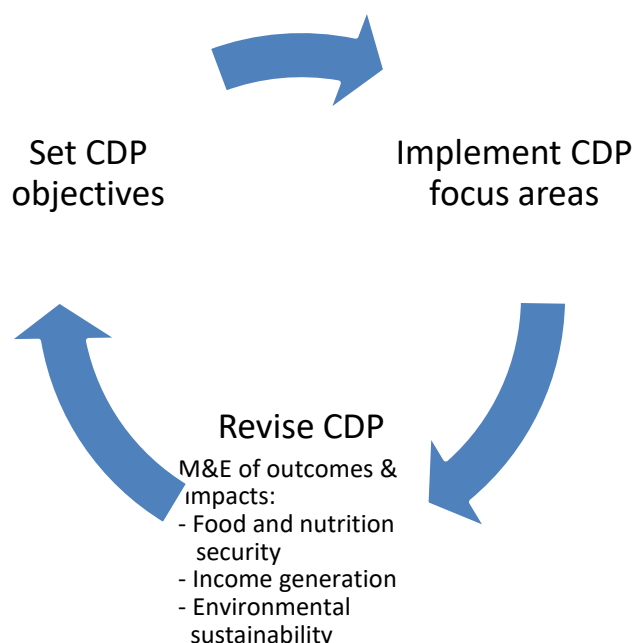 Set CDP
objectives
Implement CDP
focus areas
Revise CDP
M&E of outcomes &
impacts:
- Food and nutrition
security
- Income generation
- Environmental
sustainability